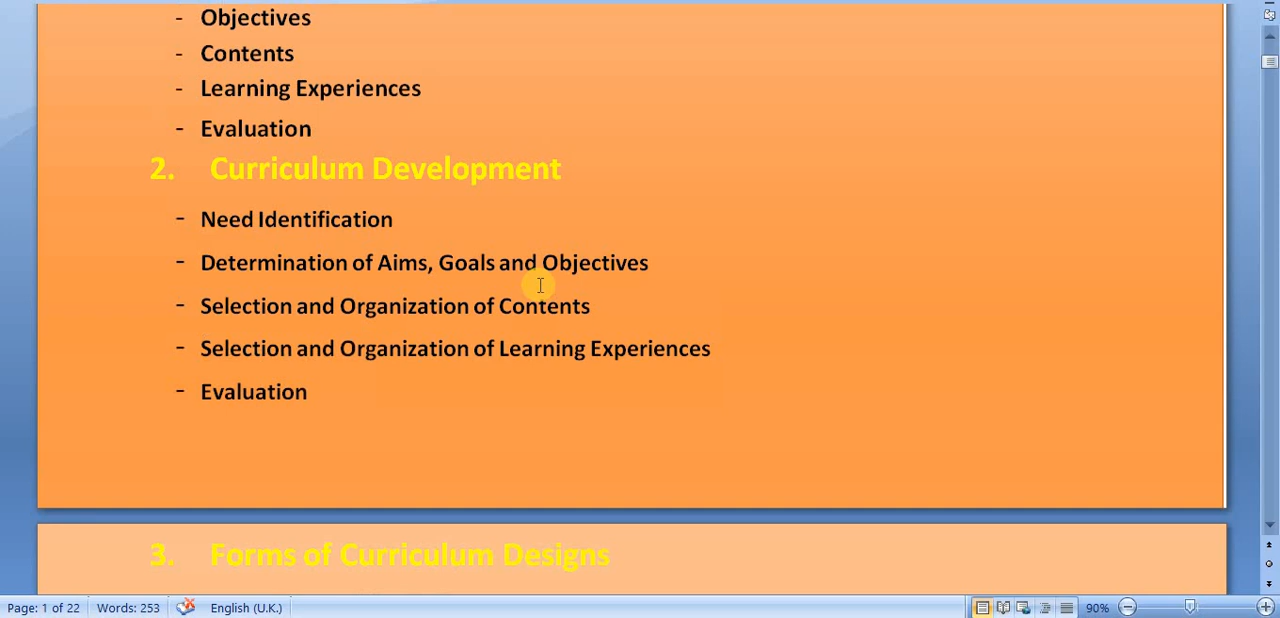 - Objectives
- Contents
- Learning Experiences
- Evaluation
2. Curriculum Development
- Need Identification
- Determination of Aims, Goals and Objectives
- Selection and Organization of Contents
- Selection and Organization of Learning Experiences
- Evaluation
3. Forms of Curriculum Designs
Page: 1 of 22 Words: 253 English (U.K.) 90%